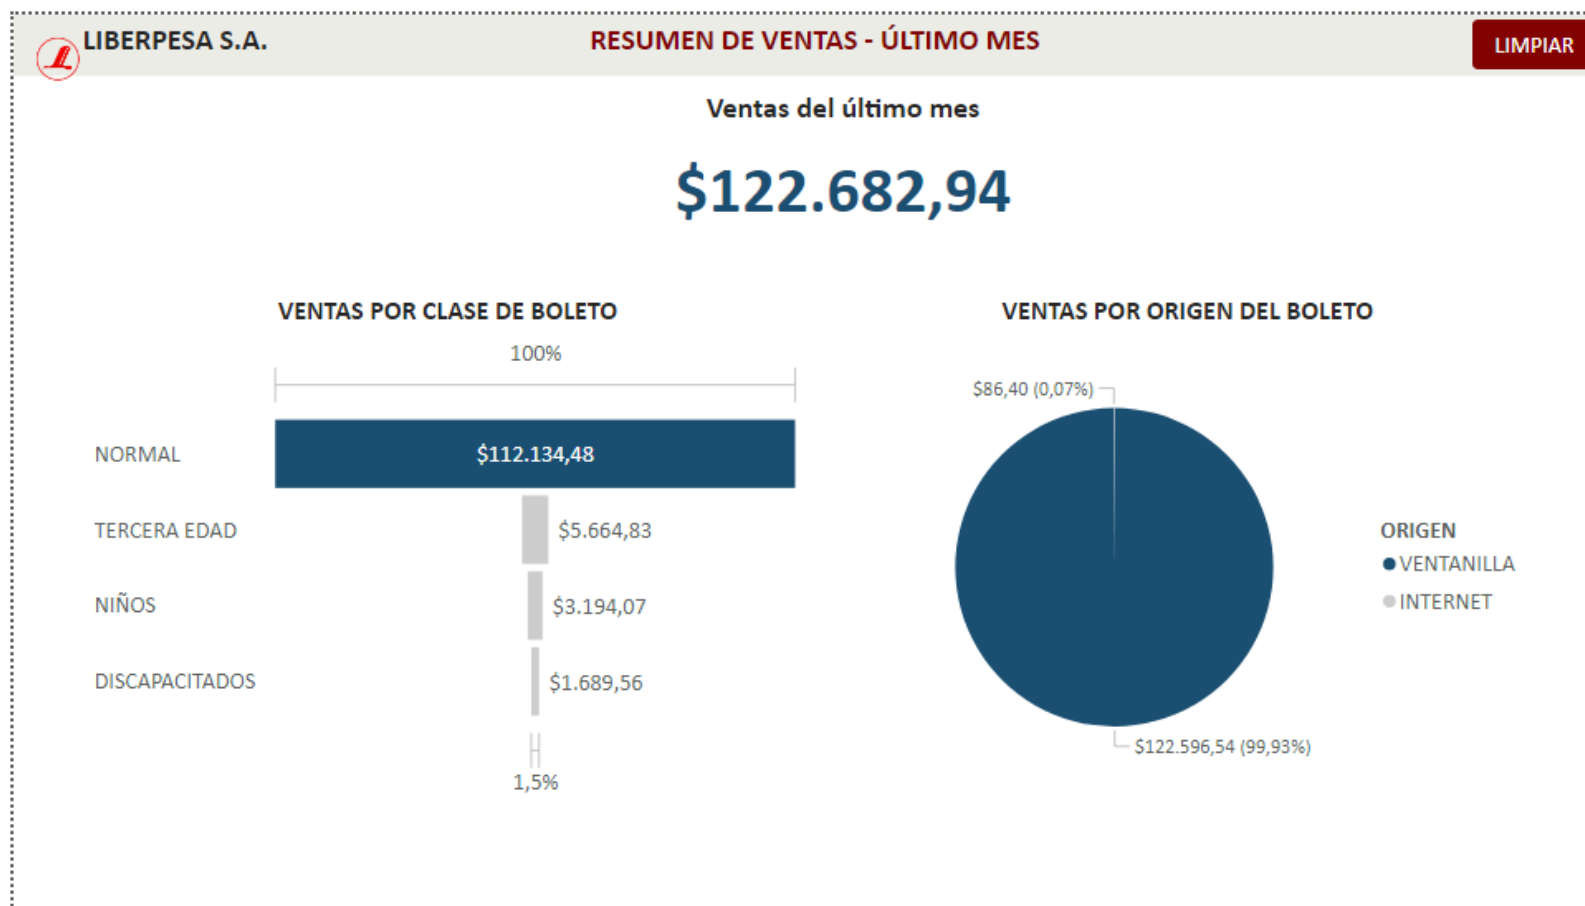 LIBERPESA S.A.
RESUMEN DE VENTAS - ÚLTIMO MES
LIMPIAR
Ventas del último mes
$122.682,94
VENTAS POR CLASE DE BOLETO
100%
NORMAL
$112.134,48
TERCERA EDAD
$5.664,83
NIÑOS
$3.194,07
DISCAPACITADOS
$1.689,56
1,5%
VENTAS POR ORIGEN DEL BOLETO
$86,40 (0,07%)
$122.596,54 (99,93%)
ORIGEN
VENTANILLA
INTERNET